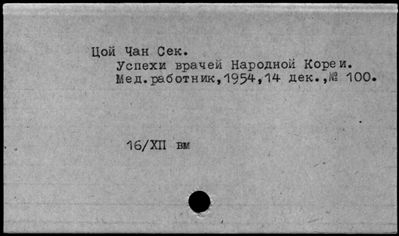 Цой Чан Сек.
Успехи врачей Народной Кореи.
Мед.работник,1954,14 дек.,№ 100.
16/XII вм